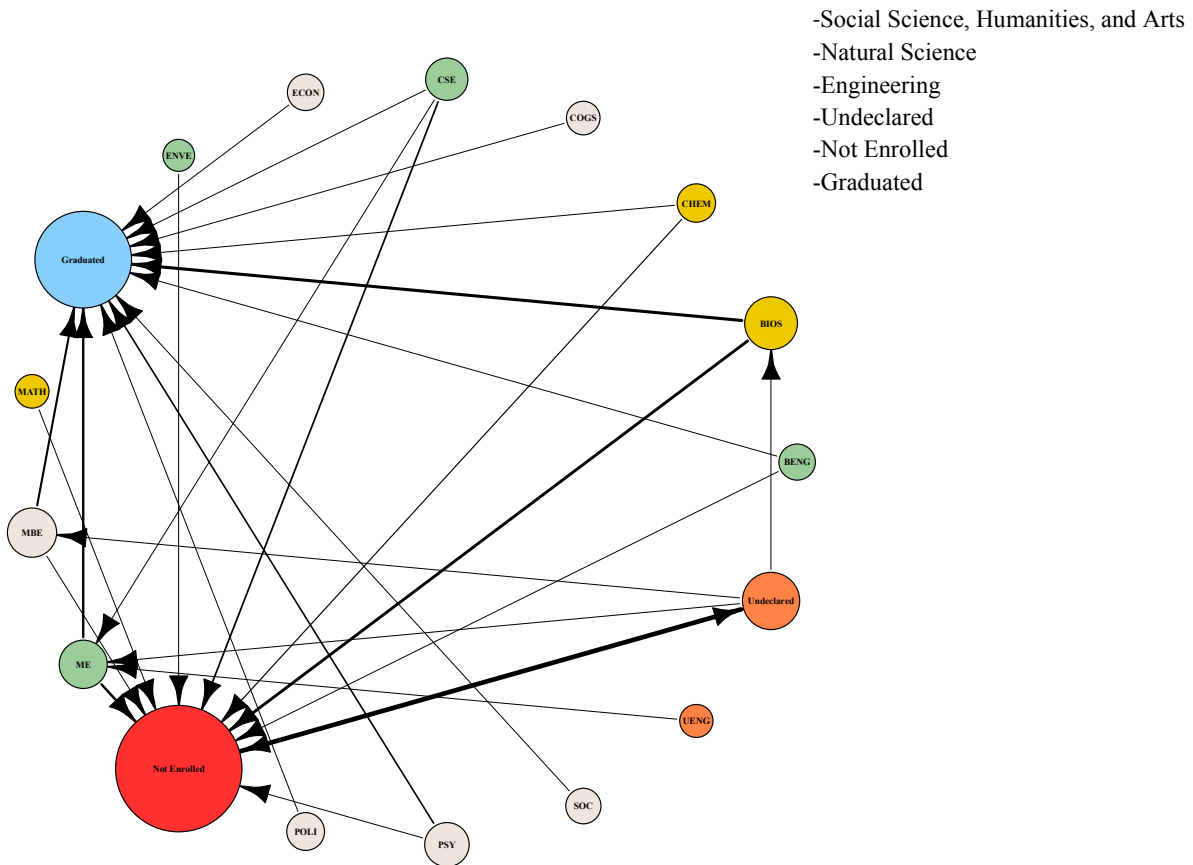 -Social Science, Humanities, and Arts
-Natural Science
-Engineering
-Undeclared
-Not Enrolled
-Graduated
CSE
ECON
COGS
ENVE
CHEM
Graduated
BIOS
MATH
BENG
MBE
Undeclared
ME
UENG
Not Enrolled
SOC
POLI
PSY